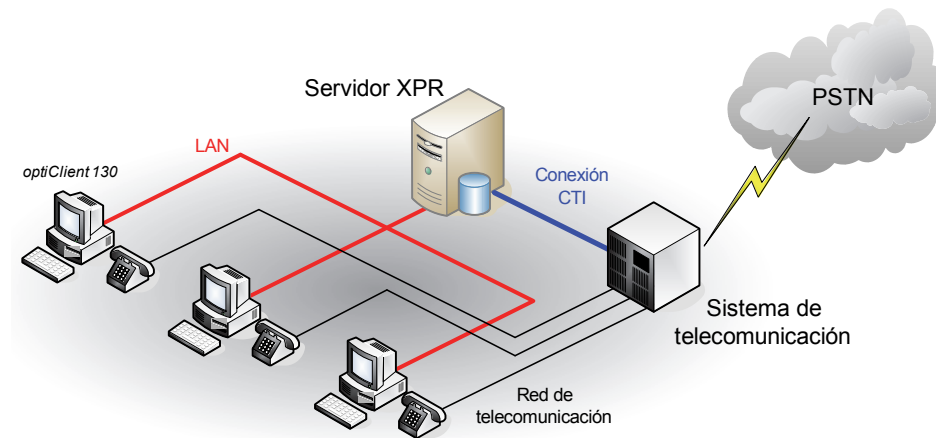 PSTN
Servidor XPR
LAN
optiClient 130
Conexión
CTI
Sistema de
telecomunicación
Red de
telecomunicación